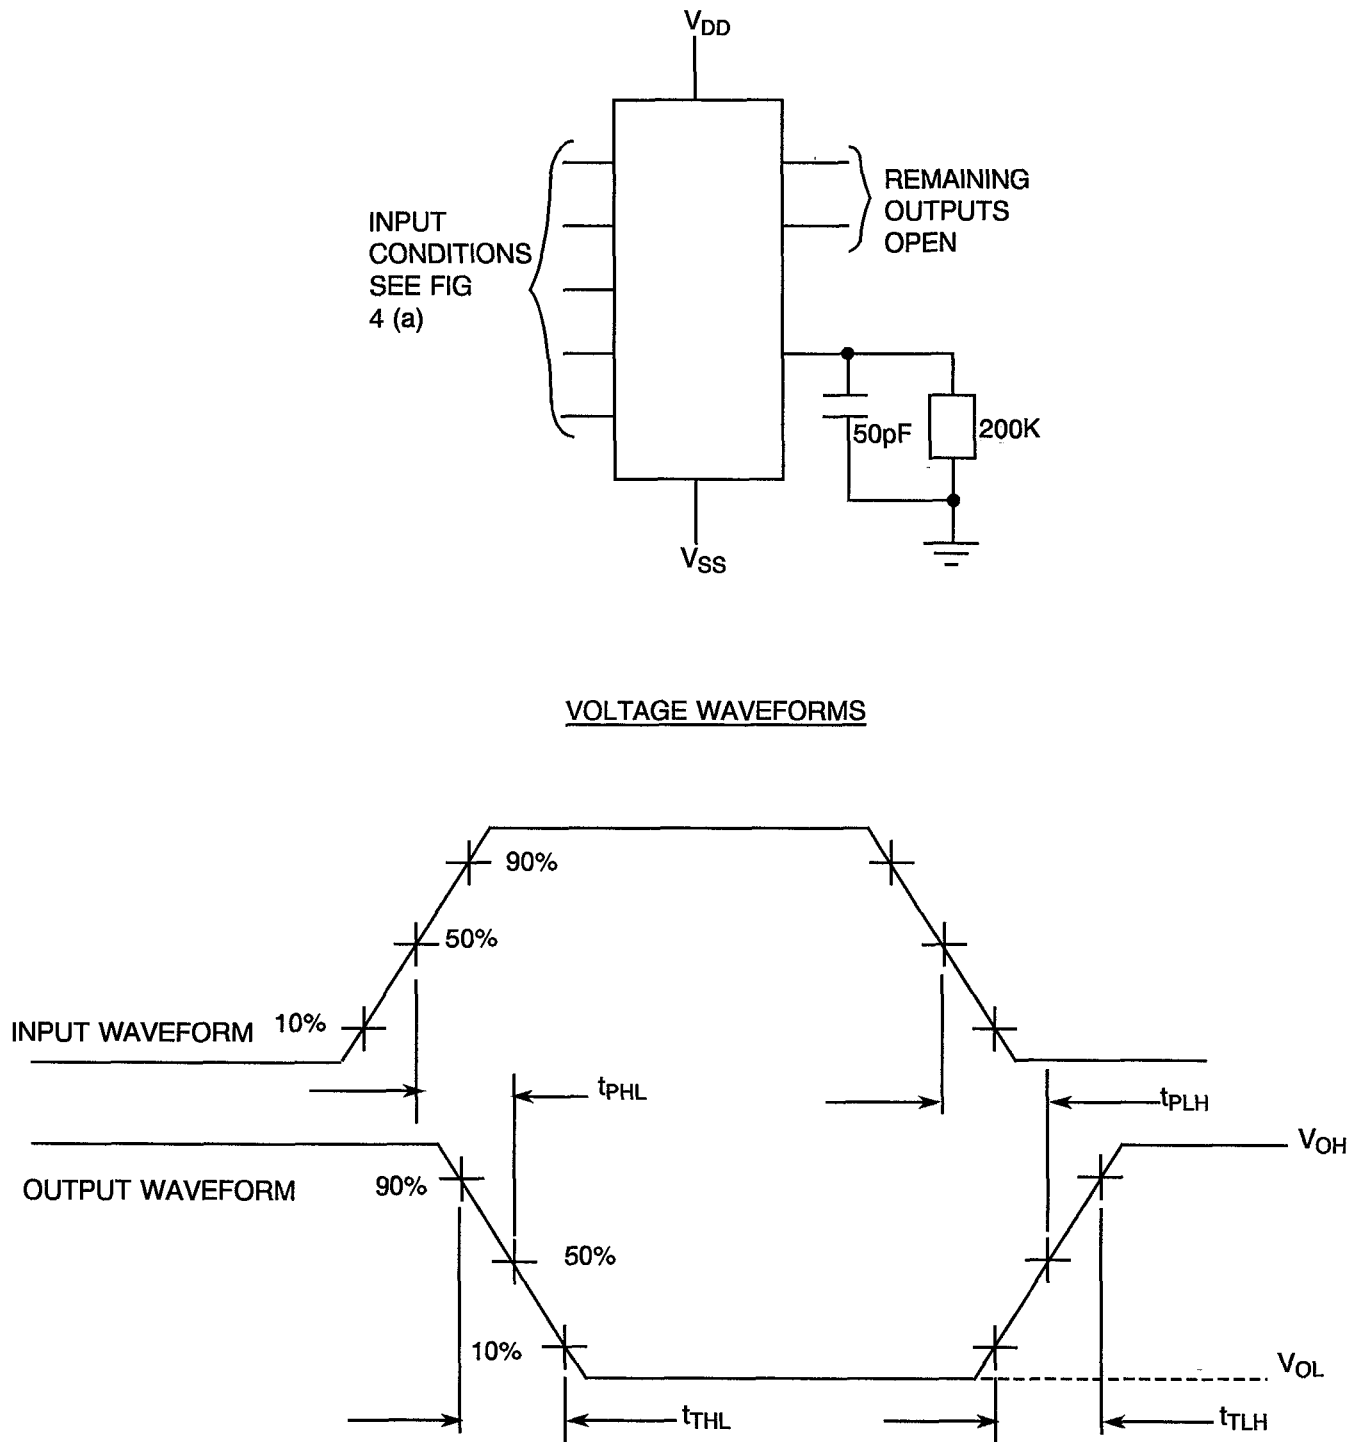 VDD
INPUT
CONDITIONS
SEE FIG
4 (a)
REMAINING
OUTPUTS
OPEN
50pF
200K
VSS
VOLTAGE WAVEFORMS
90%
50%
10%
INPUT WAVEFORM
tPHL
tPLH
VOH
OUTPUT WAVEFORM
90%
50%
10%
VOL
tTHL
tTLH